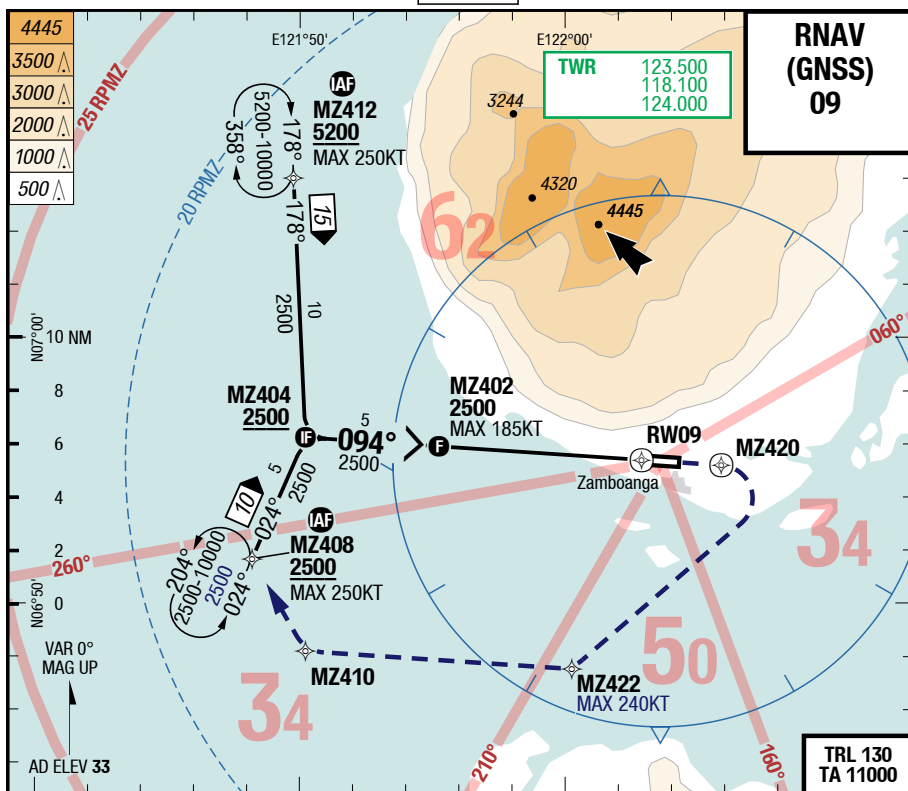 4445
3500
3000
2000
1000
500
25 RPMZ
20 RPMZ
E121°50'
E122°00'
RNAV
(GNSS)
09
TWR 123.500
118.100
124.000
IAF
MZ412
5200
MAX 250KT
5200-10000
358°
178°
178°
15
3244
4320
4445
62
10
2500
N07°00'
10 NM
8
6
4
2
0
N06°50'
060°
MZ404
2500
IF
5
094°
2500
MZ402
2500
MAX 185KT
F
RW09
MZ420
Zamboanga
5
2500
10
024°
IAF
MZ408
2500
MAX 250KT
260°
204°
2500-10000
2500
024°
34
50
34
MZ410
MZ422
MAX 240KT
VAR 0°
MAG UP
AD ELEV 33
210°
160°
TRL 130
TA 11000